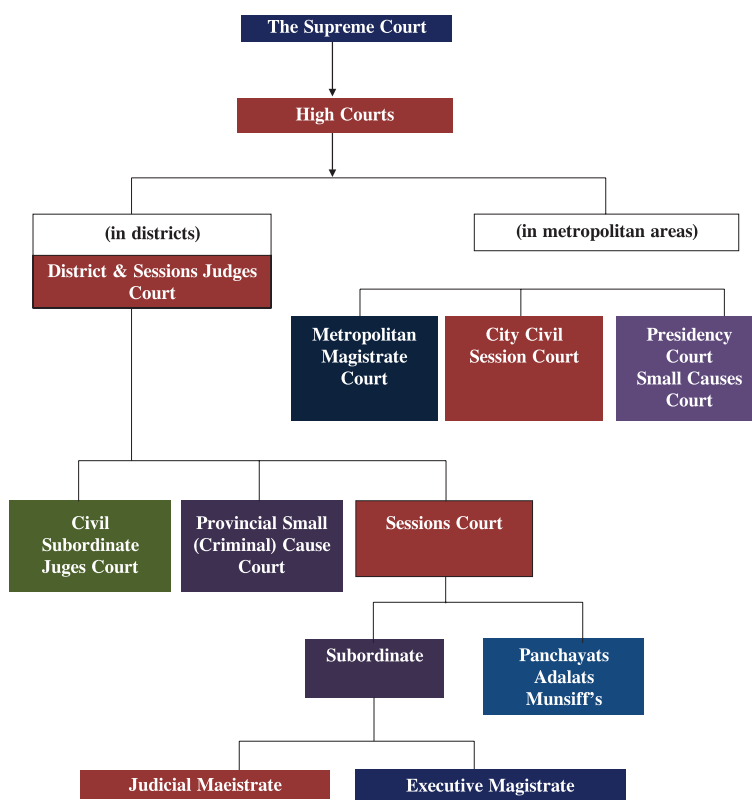 The Supreme Court
High Courts
(in districts)
(in metropolitan areas)
District & Sessions Judges
Court
Metropolitan
Magistrate
Court
City Civil
Session Court
Presidency
Court
Small Causes
Court
Civil
Subordinate
Juges Court
Provincial Small
(Criminal) Cause
Court
Sessions Court
Subordinate
Panchayats
Adalats
Munsiff's
Judicial Maeistrate
Executive Magistrate